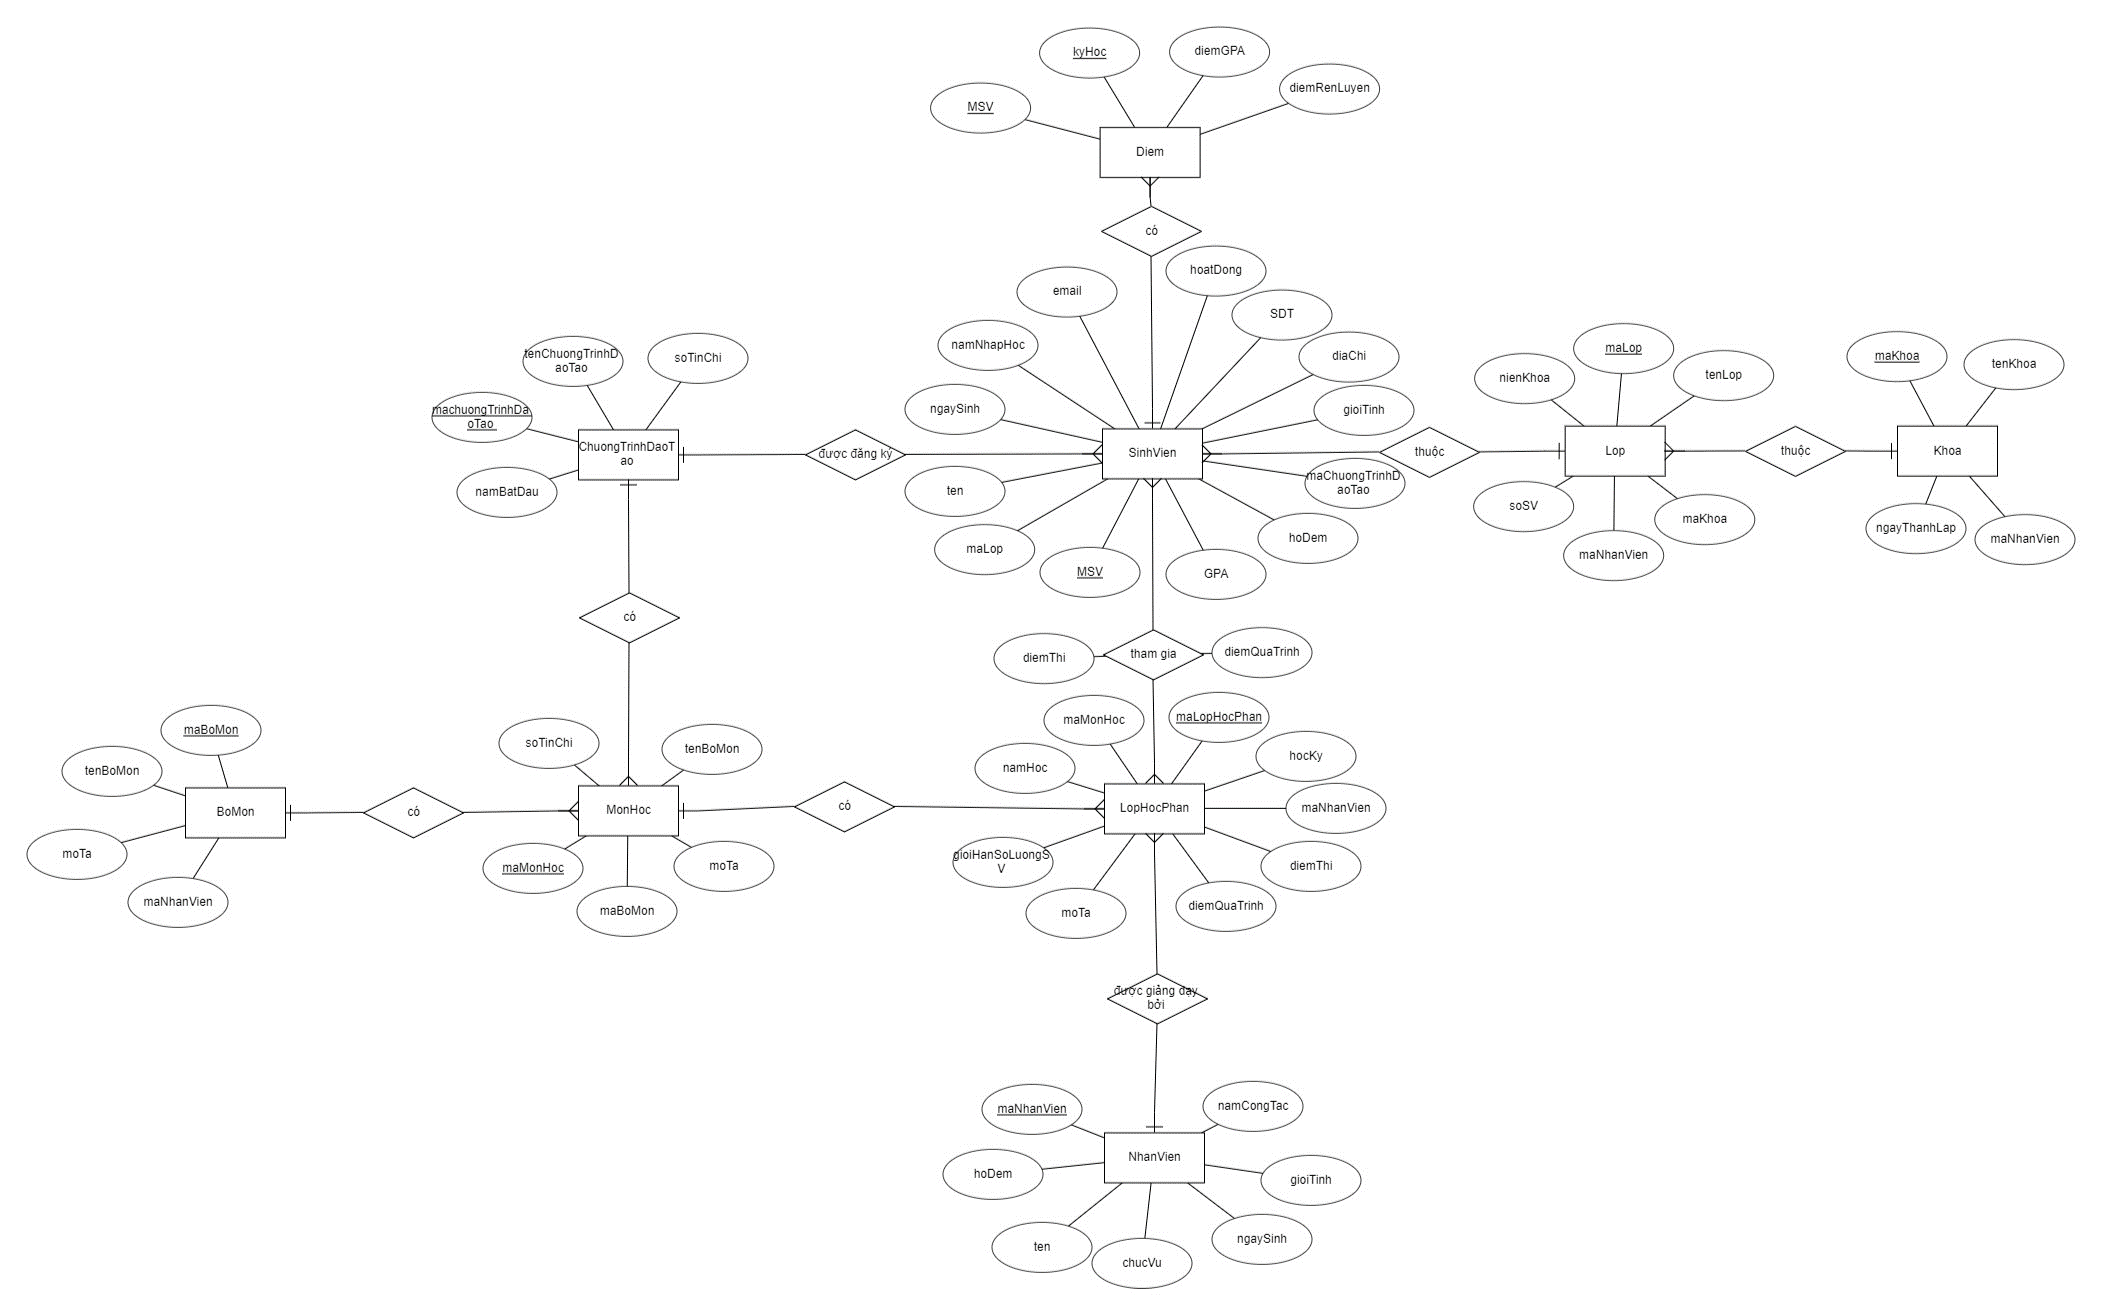 kyHoc
diemGPA
diemRenLuyen
MSV
Diem
có
hoatDong
email
SDT
namNhapHoc
diaChi
ngaySinh
gioiTinh
tenChuongTrinhD
aoTao
soTinChi
machuongTrinhDa
oTao
ChuongTrinhDaoT
ao
namBatDau
được đăng ký
SinhVien
ten
maChuongTrinhD
aoTao
maLop
MSV
GPA
hoDem
thuộc
maLop
nienKhoa
tenLop
Lop
soSV
maNhanVien
maKhoa
thuộc
maKhoa
tenKhoa
Khoa
ngayThanhLap
maNhanVien
có
diemThi
tham gia
diemQuaTrinh
maBoMon
tenBoMon
BoMon
moTa
maNhanVien
có
soTinChi
tenBoMon
MonHoc
maMonHoc
moTa
maBoMon
có
maMonHoc
maLopHocPhan
namHoc
hocKy
LopHocPhan
maNhanVien
gioiHanSoLuongS
V
diemThi
moTa
diemQuaTrinh
được giảng dạy
bởi
maNhanVien
namCongTac
NhanVien
hoDem
gioiTinh
ten
chucVu
ngaySinh